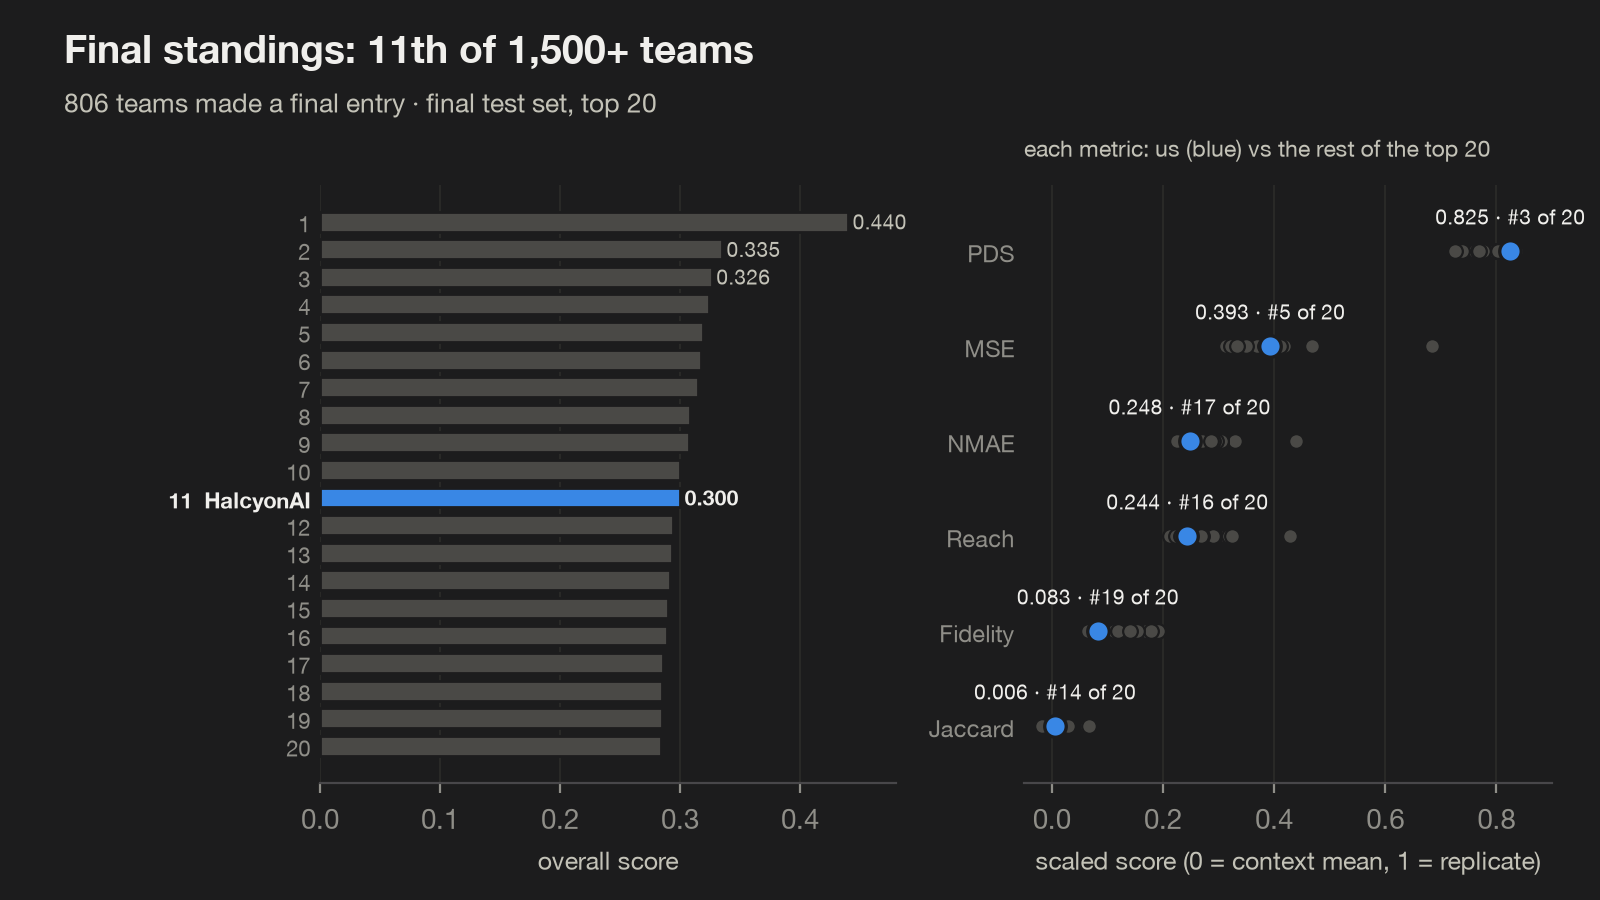 Final standings: 11th of 1,500+ teams
806 teams made a final entry · final test set, top 20
each metric: us (blue) vs the rest of the top 20
1 0.440
2 0.335
3 0.326
4
5
6
7
8
9
10
11 HalcyonAI 0.300
12
13
14
15
16
17
18
19
20
0.0 0.1 0.2 0.3 0.4
overall score
0.825 · #3 of 20
PDS
0.393 · #5 of 20
MSE
0.248 · #17 of 20
NMAE
0.244 · #16 of 20
Reach
0.083 · #19 of 20
Fidelity
0.006 · #14 of 20
Jaccard
0.0 0.2 0.4 0.6 0.8
scaled score (0 = context mean, 1 = replicate)